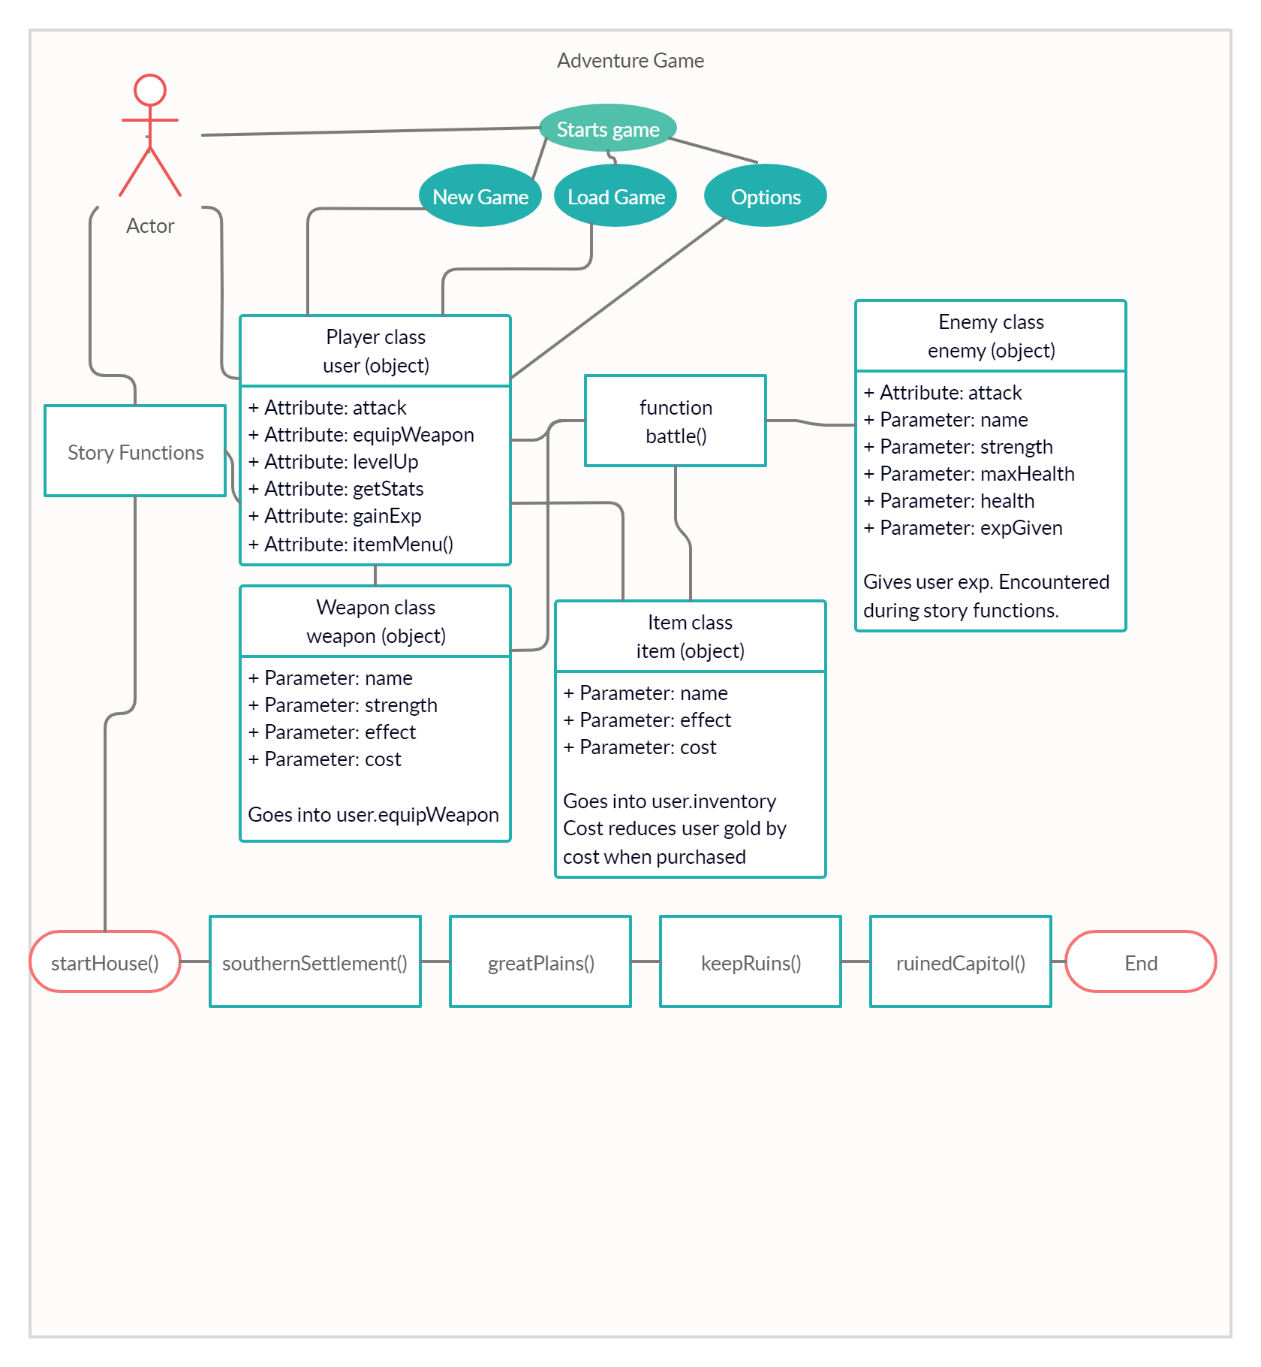 Adventure Game
Starts game
New Game
Load Game
Options
Actor
Player class
user (object)
+ Attribute: attack
+ Attribute: equipWeapon
+ Attribute: levelUp
+ Attribute: getStats
+ Attribute: gainExp
+ Attribute: itemMenu()
function
battle()
Enemy class
enemy (object)
+ Attribute: attack
+ Parameter: name
+ Parameter: strength
+ Parameter: maxHealth
+ Parameter: health
+ Parameter: expGiven
Gives user exp. Encountered
during story functions.
Story Functions
Weapon class
weapon (object)
+ Parameter: name
+ Parameter: strength
+ Parameter: effect
+ Parameter: cost
Goes into user.equipWeapon
Item class
item (object)
+ Parameter: name
+ Parameter: effect
+ Parameter: cost
Goes into user.inventory
Cost reduces user gold by
cost when purchased
startHouse()
southernSettlement()
greatPlains()
keepRuins()
ruinedCapitol()
End